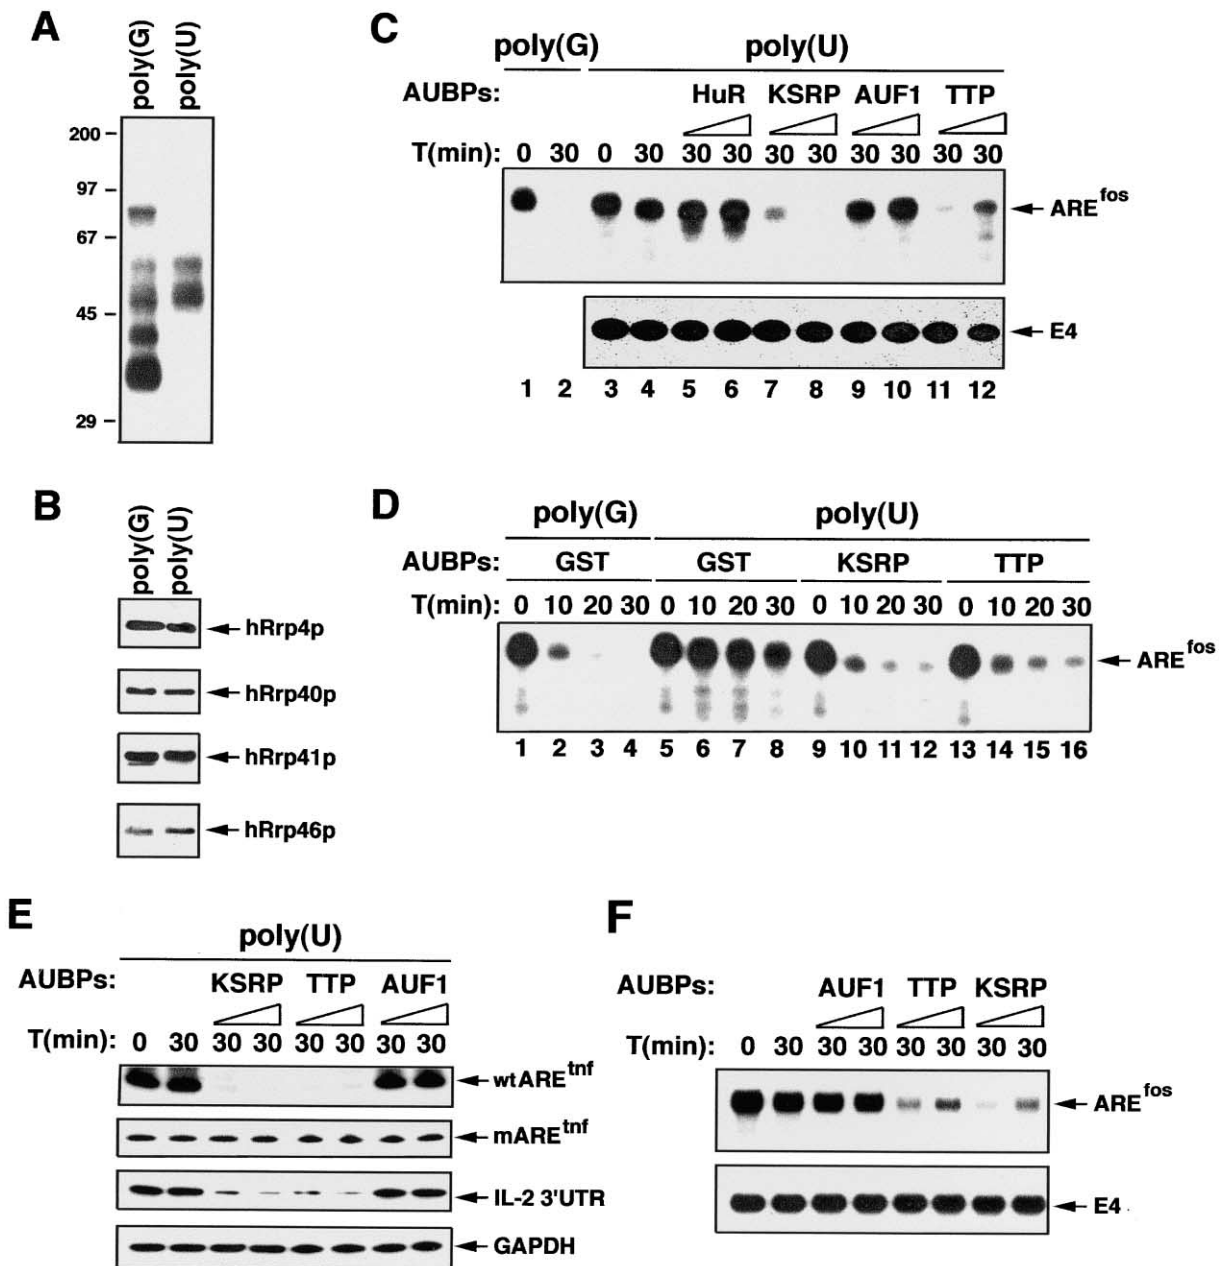 A
poly(G) poly(U)
200
97
67
45
29
B
poly(G) poly(U)
hRrp4p
hRrp40p
hRrp41p
hRrp46p
C
poly(G) poly(U)
AUBPs: HuR KSRP AUF1 TTP
T(min): 0 30 0 30 30 30 30 30 30 30 30 30
ARE^fos
E4
1 2 3 4 5 6 7 8 9 10 11 12
D
poly(G) poly(U)
AUBPs: GST GST KSRP TTP
T(min): 0 10 20 30 0 10 20 30 0 10 20 30 0 10 20 30
ARE^fos
1 2 3 4 5 6 7 8 9 10 11 12 13 14 15 16
E
poly(U)
AUBPs: KSRP TTP AUF1
T(min): 0 30 30 30 30 30 30 30
wtARE^tnf
mARE^tnf
IL-2 3'UTR
GAPDH
F
AUBPs: AUF1 TTP KSRP
T(min): 0 30 30 30 30 30 30 30
ARE^fos
E4